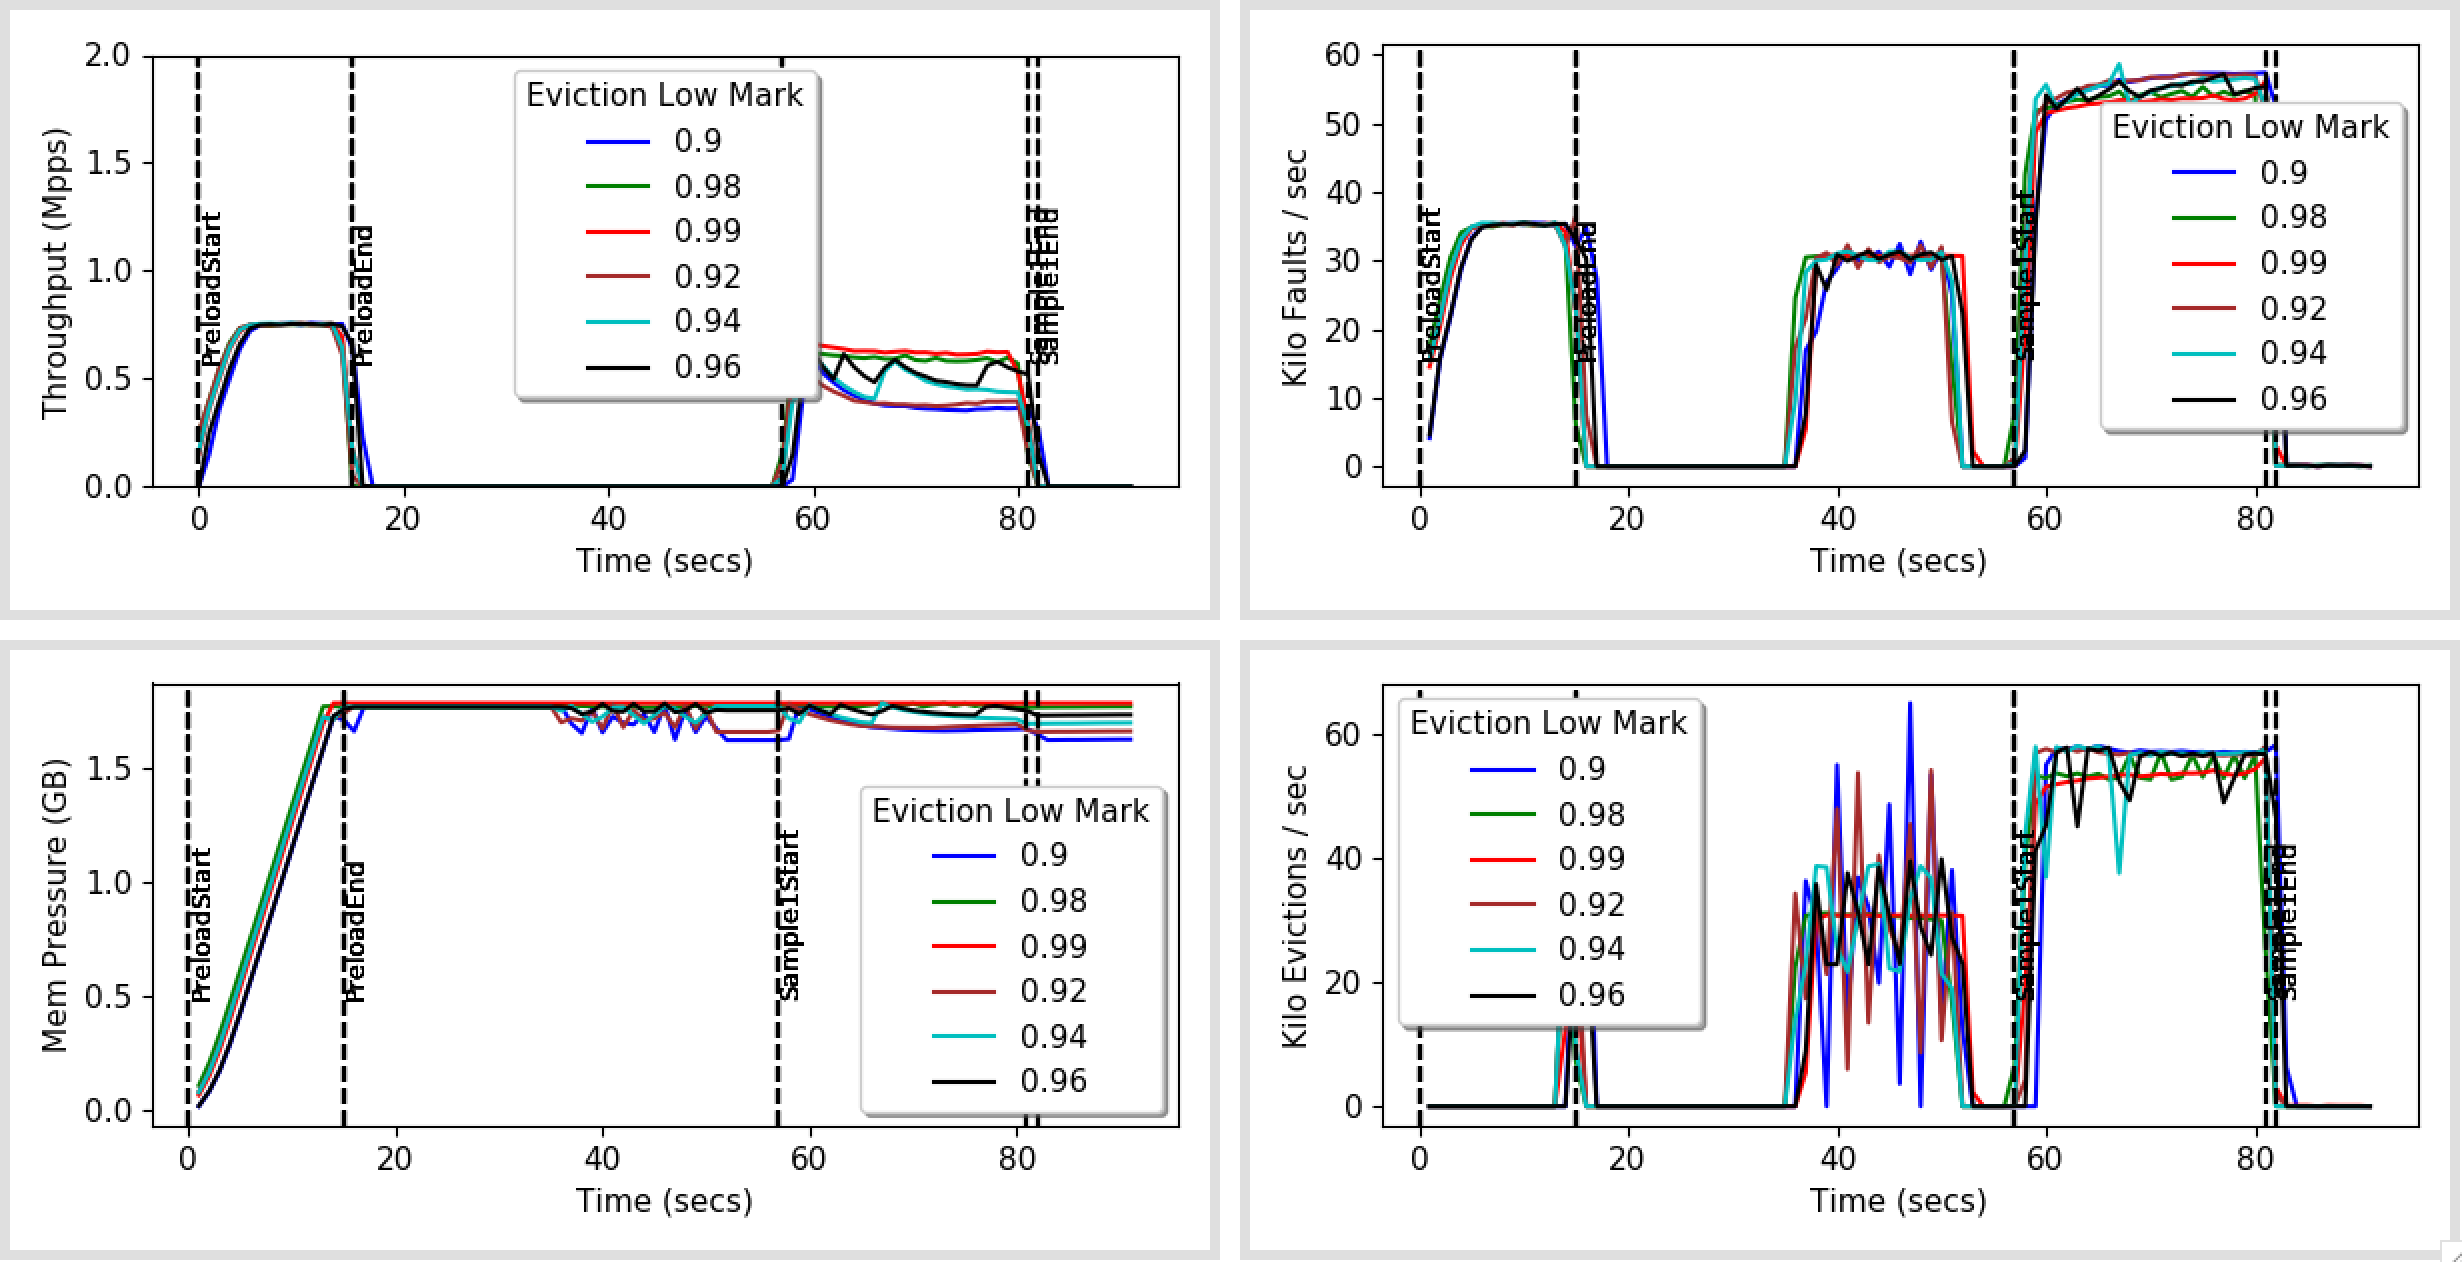 2.0
1.5
1.0
0.5
0.0
Throughput (Mpps)
Eviction Low Mark
0.9
0.98
0.99
0.92
0.94
0.96
PreloadStart
PreloadEnd
Sample1End
0
20
40
60
80
Time (secs)
60
50
40
30
20
10
0
Kilo Faults / sec
PreloadStart
PreloadEnd
Sample1Start
Eviction Low Mark
0.9
0.98
0.99
0.92
0.94
0.96
0
20
40
60
80
Time (secs)
1.5
1.0
0.5
0.0
Mem Pressure (GB)
PreloadStart
PreloadEnd
Sample1Start
Eviction Low Mark
0.9
0.98
0.99
0.92
0.94
0.96
0
20
40
60
80
Time (secs)
60
40
20
0
Kilo Evictions / sec
Eviction Low Mark
0.9
0.98
0.99
0.92
0.94
0.96
Sample1Start
Sample1End
0
20
40
60
80
Time (secs)